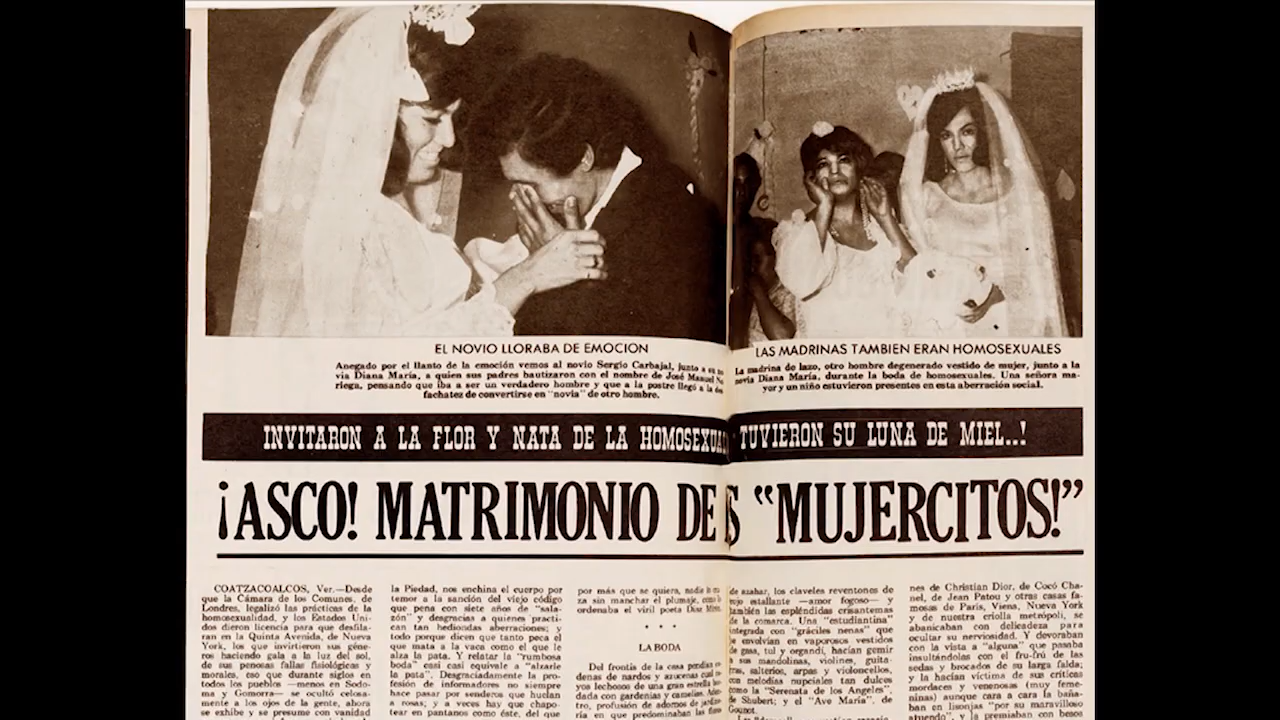 EL NOVIO LLORABA DE EMOCION
Anegado por el llanto de la emoción vemos al novio Sergio Carbajal, junto a su no
via Diana María, a quien sus padres bautizaron con el nombre de José Manuel No
riega, pensando que iba a ser un verdadero hombre y que a la postre llegó a la des
fachatez de convertirse en "novia" de otro hombre.
LAS MADRINAS TAMBIEN ERAN HOMOSEXUALES
La madrina de lazo, otro hombre degenerado vestido de mujer, junto a la
novia Diana María, durante la boda de homosexuales. Una señora ma-
yor y un niño estuvieron presentes en esta aberración social.
INVITARON A LA FLOR Y NATA DE LA TUVIERON SU LUNA DE MIEL..!
¡ASCO! MATRIMONIO DE "MUJERCITOS!"
COATZACOALCOS, Ver.—Desde
que la Cámara de los Comunes, de
Londres, legalizó las prácticas de la
homosexualidad, y los Estados Uni-
dos dieron licencia para que desfila-
ran en la Quinta Avenida, de Nueva
York, los que invirtieron sus géne-
ros haciendo gala a la luz del sol,
de sus penosas fallas fisiológicas y
morales, eso que durante siglos en
todos los pueblos —menos en Sodo-
ma y Gomorra— se ocultó celosa-
mente a los ojos de la gente, ahora
se exhibe y se presume con vanidad
la Piedad, nos enchina el cuerpo por
temor a la sanción del viejo código
que pena con siete años de "sala-
zón" y desgracias a quienes practi-
can tan hediondas aberraciones; y
todo porque dicen que tanto peca el
que mata a la vaca como el que le
alza la pata. Y relatar la "rumbosa
boda" casi casi equivale a "alzarle
la pata". Desgraciadamente la pro-
fesión de informadores no siempre
hace pasar por senderos que huelan
a rosas; y a veces hay que chapo-
tear en pantanos como éste, del que
por más que se quiera, nadie
za sin manchar el plumaje, como lo
ordenaba el viril poeta Díaz Mirón.
* * *
LA BODA
Del frontis de la casa pendían
denas de nardos y azucenas cual
yos lechosos de una gran estrella
dada con gardenias y camelias.
tro, profusión de adornos de
ría en que predominaban las
de azahar, los claveles reventones de
rojo estallante —amor fogoso— y
también las espléndidas crisantemas
de la comarca. Una "estudiantina"
integrada con "gráciles nenas" que
se envolvían en vaporosos vestidos
de gasa, tul y organdí, hacían gemir
a sus mandolinas, violines, guita-
rras, salterios, arpas y violoncellos,
con melodías nupciales tan dulces
como la "Serenata de los Angeles",
de Shubert; y el "Ave María", de
Gounot.
nes de Christian Dior, de Cocó Cha-
nel, de Jean Patou y otras casas fa-
mosas de París, Viena, Nueva York
y de nuestra criolla metrópoli, se
abanicaban con delicadeza para
ocultar su nerviosidad. Y devoraban
con la vista a "alguna" que pasaba
insultándolas con el fru-frú de las
sedas y brocados de su larga falda;
y la hacían víctima de sus críticas
mordaces y venenosas (muy feme-
ninas) aunque cara a cara la baña-
ban en lisonjas "por su maravilloso
atuendo", y la premiaban con besos